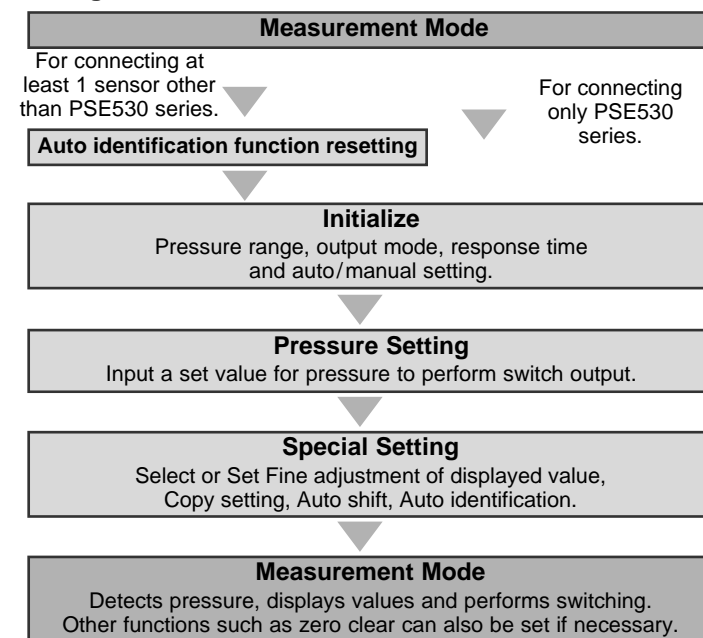 Measurement Mode
For connecting at
least 1 sensor other
than PSE530 series.
For connecting
only PSE530
series.
Auto identification function resetting
Initialize
Pressure range, output mode, response time
and auto/manual setting.
Pressure Setting
Input a set value for pressure to perform switch output.
Special Setting
Select or Set Fine adjustment of displayed value,
Copy setting, Auto shift, Auto identification.
Measurement Mode
Detects pressure, displays values and performs switching.
Other functions such as zero clear can also be set if necessary.